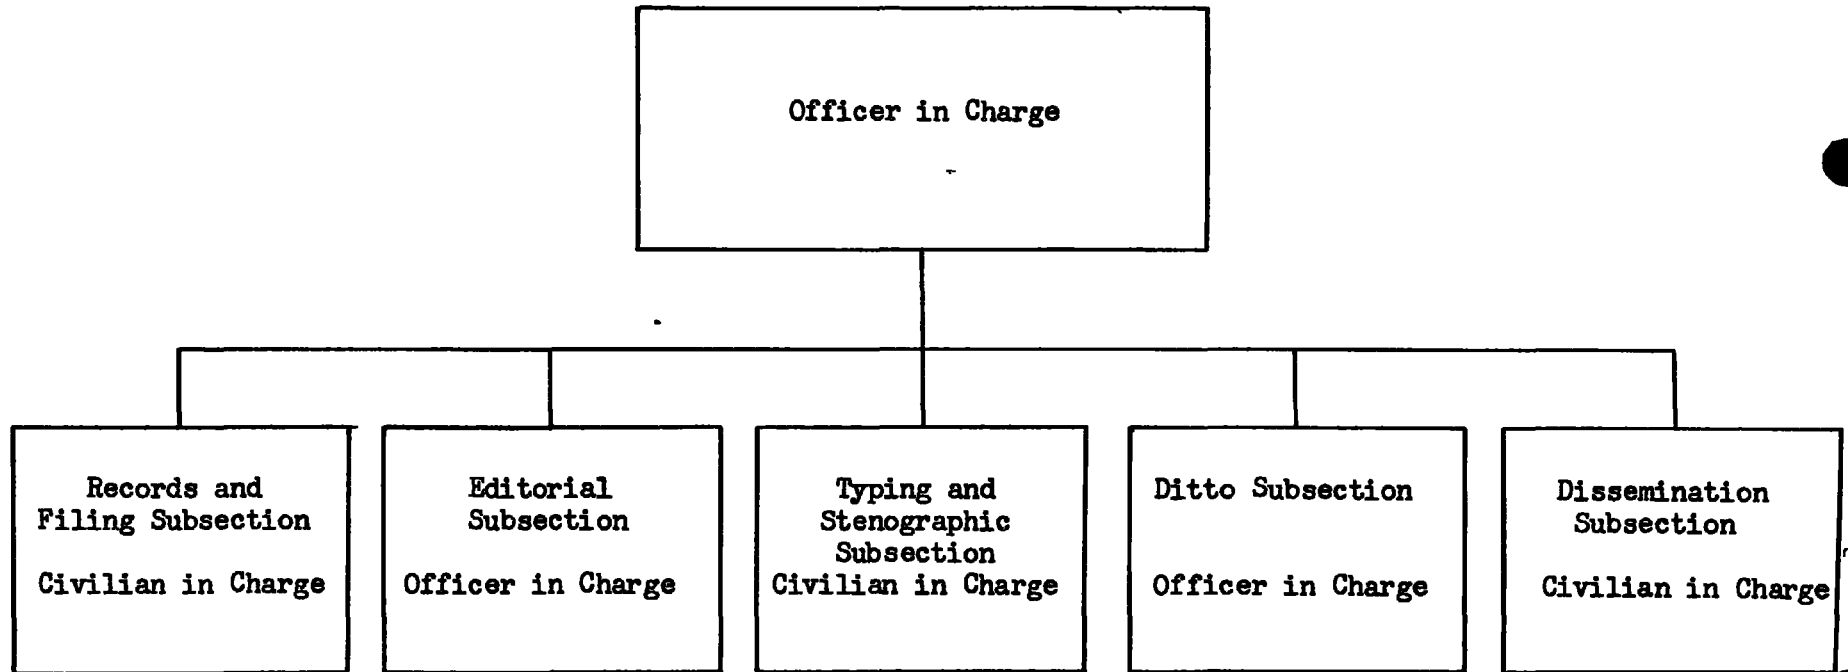 Officer in Charge
Records and
Filing Subsection
Civilian in Charge
Editorial
Subsection
Officer in Charge
Typing and
Stenographic
Subsection
Civilian in Charge
Ditto Subsection
Officer in Charge
Dissemination
Subsection
Civilian in Charge